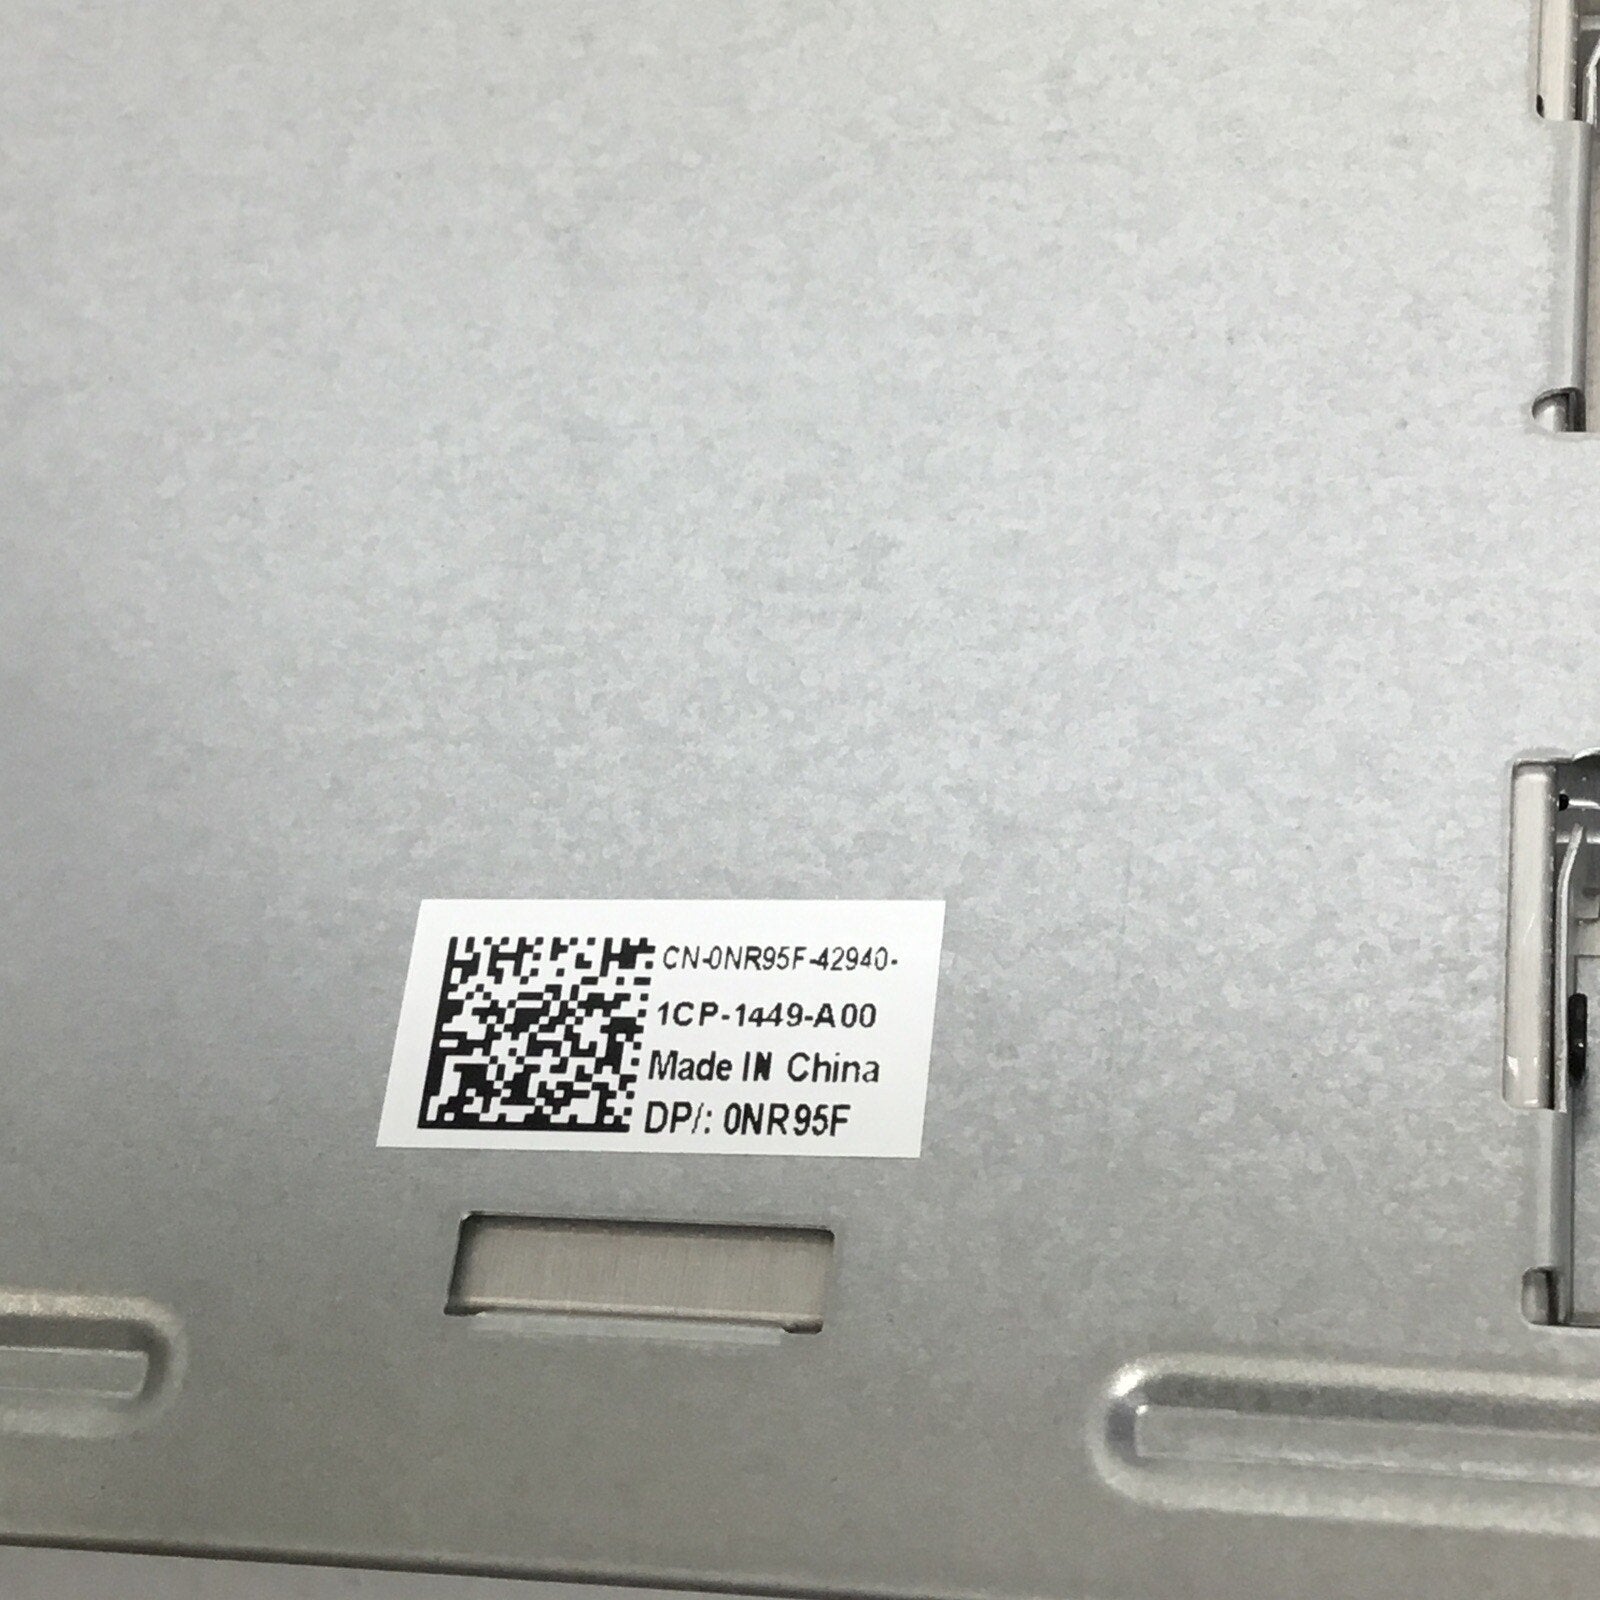 CN-0NR95F-42940-
1CP-1449-A00
Made IN China
DP/: 0NR95F